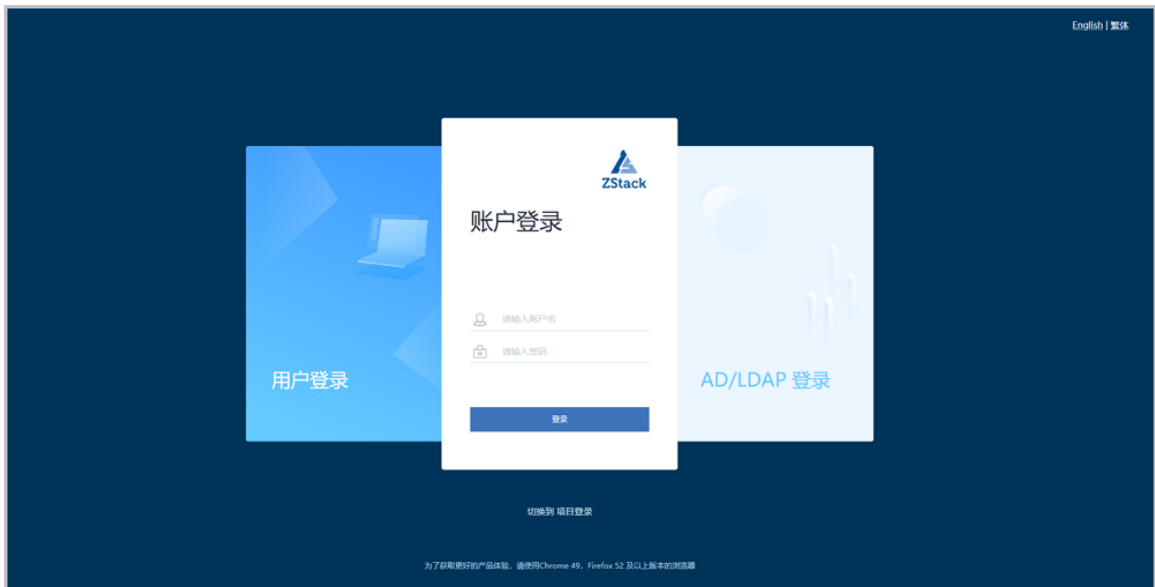 English | 繁体
ZStack
账户登录
请输入账户名
请输入密码
用户登录
AD/LDAP 登录
登录
切换到 项目登录
为了获取更好的产品体验，请使用Chrome 49、Firefox 52 及以上版本的浏览器